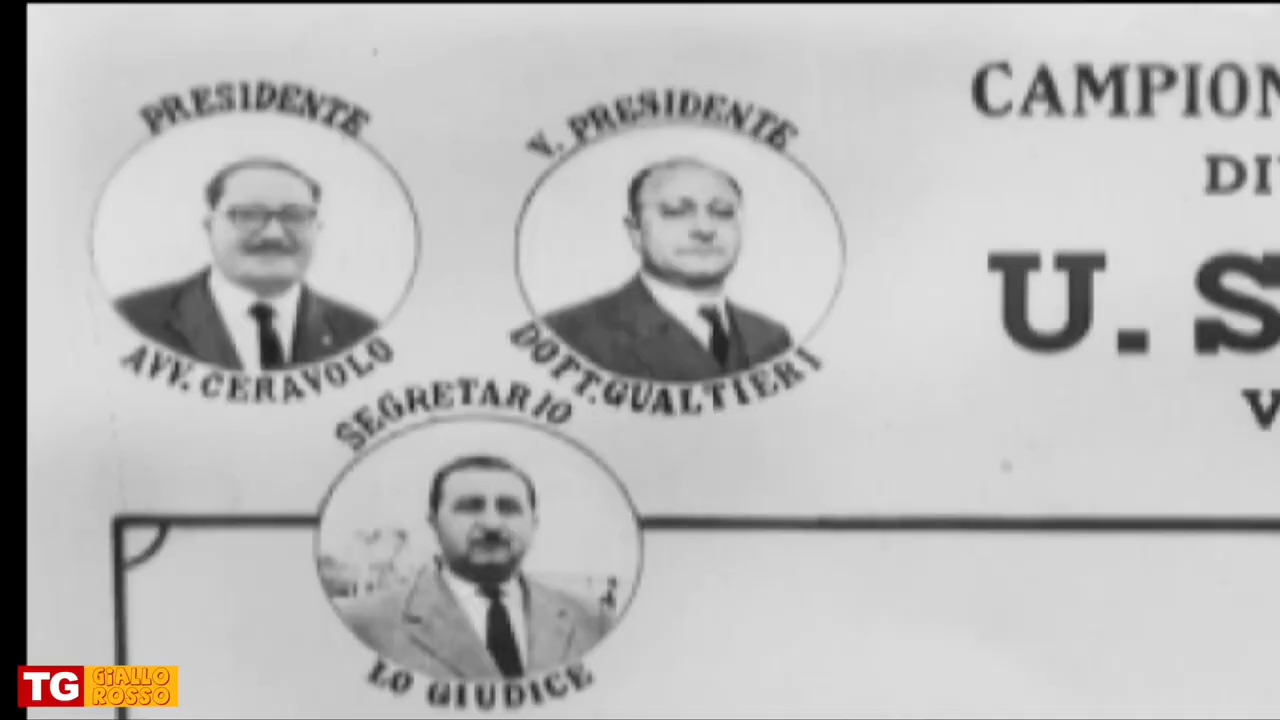 PRESIDENTE
AVV. CERAVOLO
V. PRESIDENTE
DOTT. GUALTIERI
SEGRETARIO
LO GIUDICE
CAMPION
DI
U. S
V
TG GIALLO
ROSSO